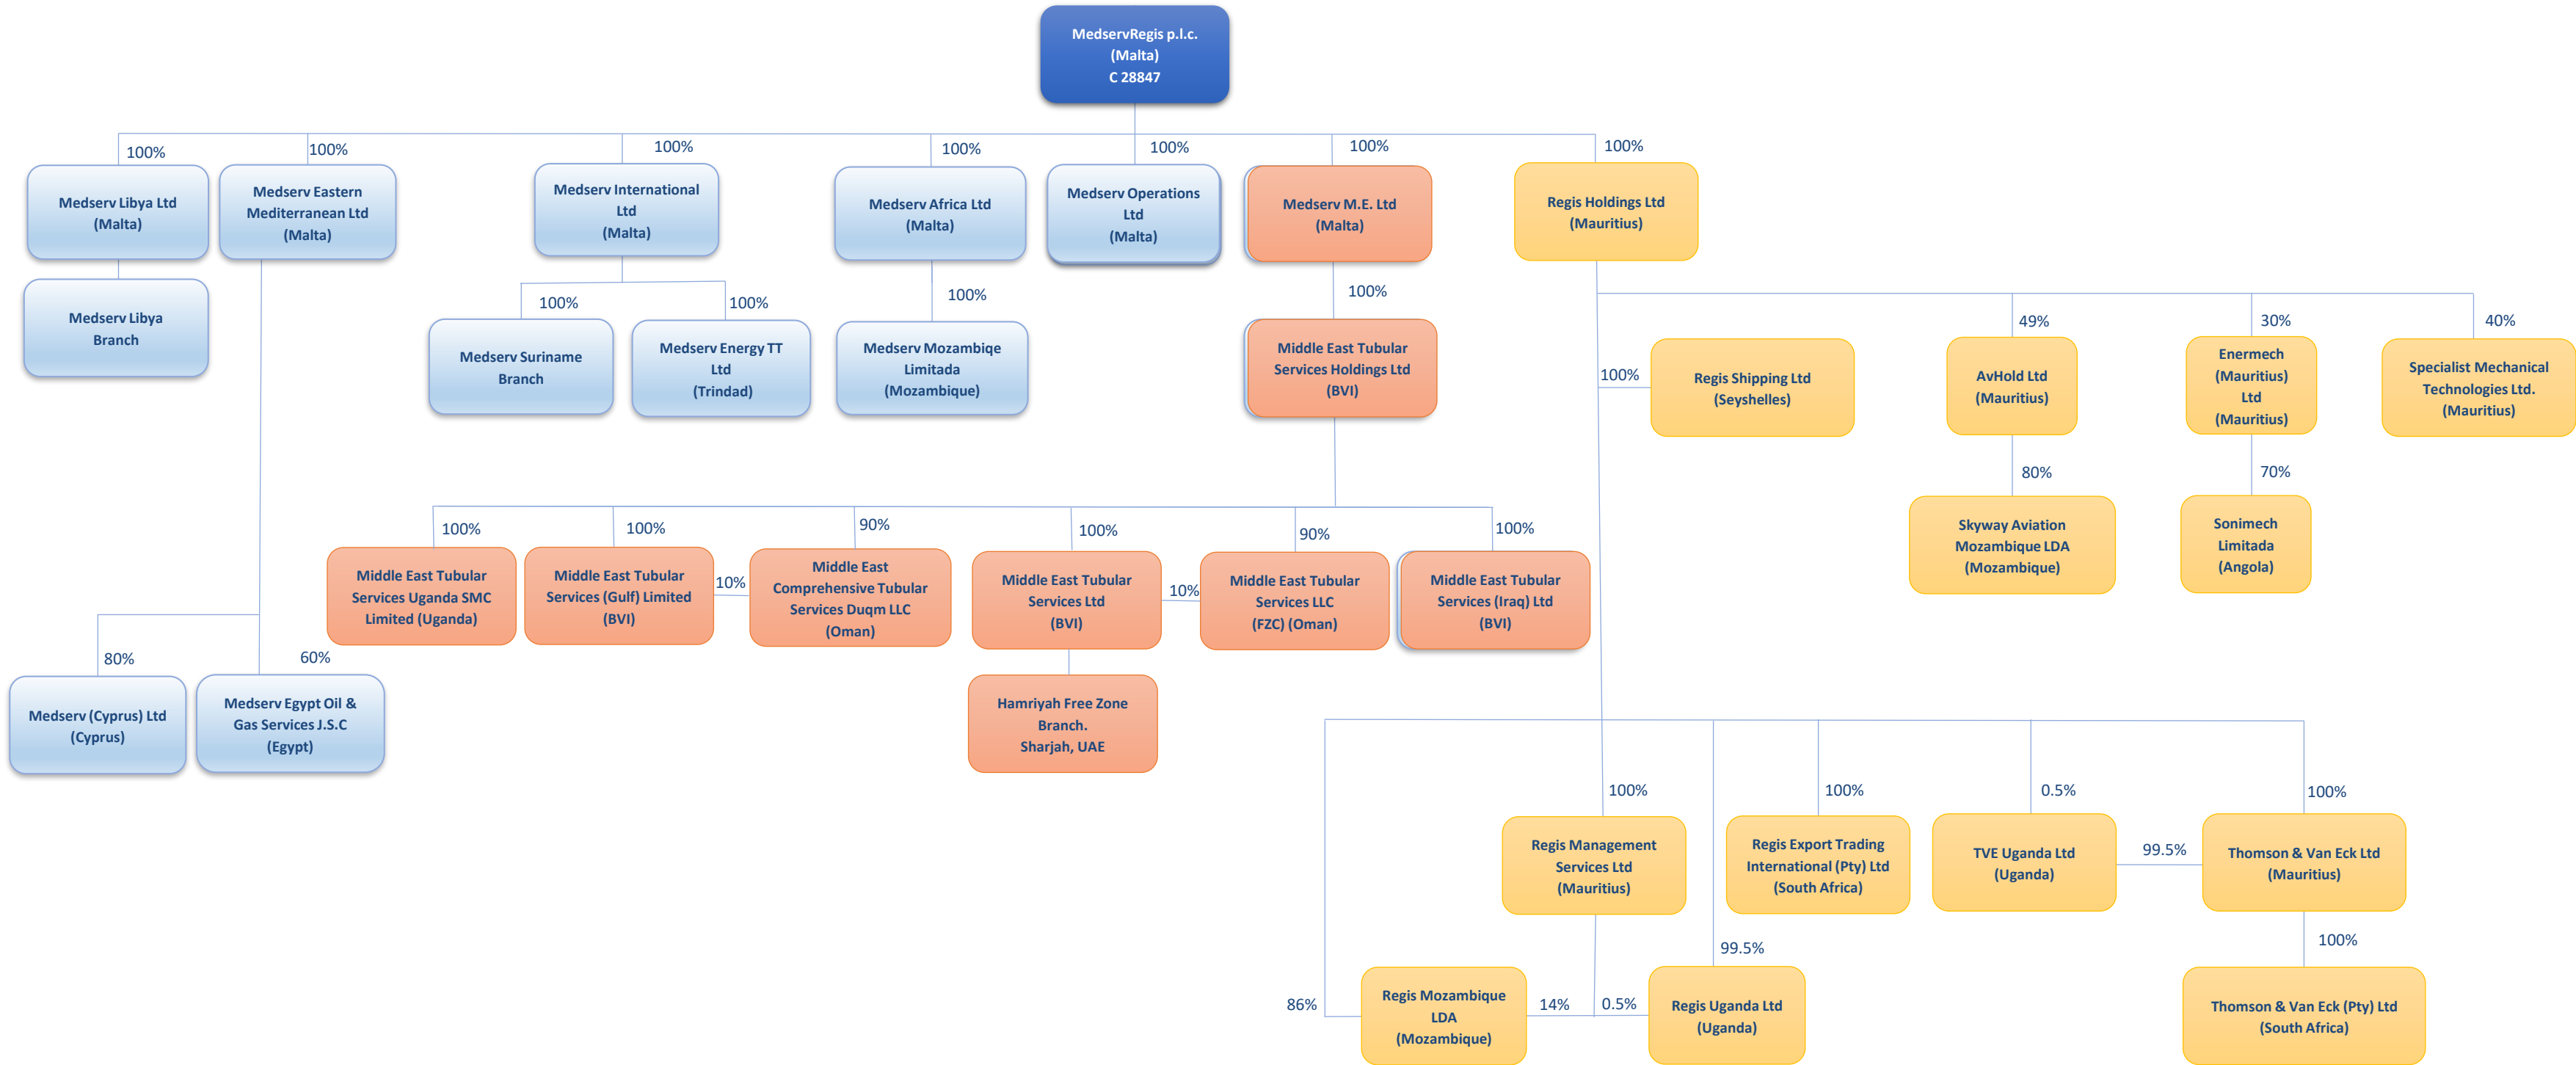 MedservRegis p.l.c.
(Malta)
C 28847
100%
100%
100%
100%
100%
100%
100%
Medserv Libya Ltd
(Malta)
Medserv Eastern
Mediterranean Ltd
(Malta)
Medserv International
Ltd
(Malta)
Medserv Africa Ltd
(Malta)
Medserv Operations
Ltd
(Malta)
Medserv M.E. Ltd
(Malta)
Regis Holdings Ltd
(Mauritius)
Medserv Libya
Branch
100%
100%
100%
100%
Medserv Suriname
Branch
Medserv Energy TT
Ltd
(Trindad)
Medserv Mozambiqe
Limitada
(Mozambique)
Middle East Tubular
Services Holdings Ltd
(BVI)
100%
49%
30%
40%
Regis Shipping Ltd
(Seyshelles)
AvHold Ltd
(Mauritius)
Enermech
(Mauritius)
Ltd
(Mauritius)
Specialist Mechanical
Technologies Ltd.
(Mauritius)
80%
70%
Skyway Aviation
Mozambique LDA
(Mozambique)
Sonimech
Limitada
(Angola)
100%
100%
90%
100%
90%
100%
Middle East Tubular
Services Uganda SMC
Limited (Uganda)
Middle East Tubular
Services (Gulf) Limited
(BVI)
10%
Middle East
Comprehensive Tubular
Services Duqm LLC
(Oman)
Middle East Tubular
Services Ltd
(BVI)
10%
Middle East Tubular
Services LLC
(FZC) (Oman)
Middle East Tubular
Services (Iraq) Ltd
(BVI)
80%
60%
Medserv (Cyprus) Ltd
(Cyprus)
Medserv Egypt Oil &
Gas Services J.S.C
(Egypt)
Hamriyah Free Zone
Branch.
Sharjah, UAE
100%
100%
0.5%
100%
Regis Management
Services Ltd
(Mauritius)
Regis Export Trading
International (Pty) Ltd
(South Africa)
TVE Uganda Ltd
(Uganda)
99.5%
Thomson & Van Eck Ltd
(Mauritius)
99.5%
100%
86%
Regis Mozambique
LDA
(Mozambique)
14%
0.5%
Regis Uganda Ltd
(Uganda)
Thomson & Van Eck (Pty) Ltd
(South Africa)